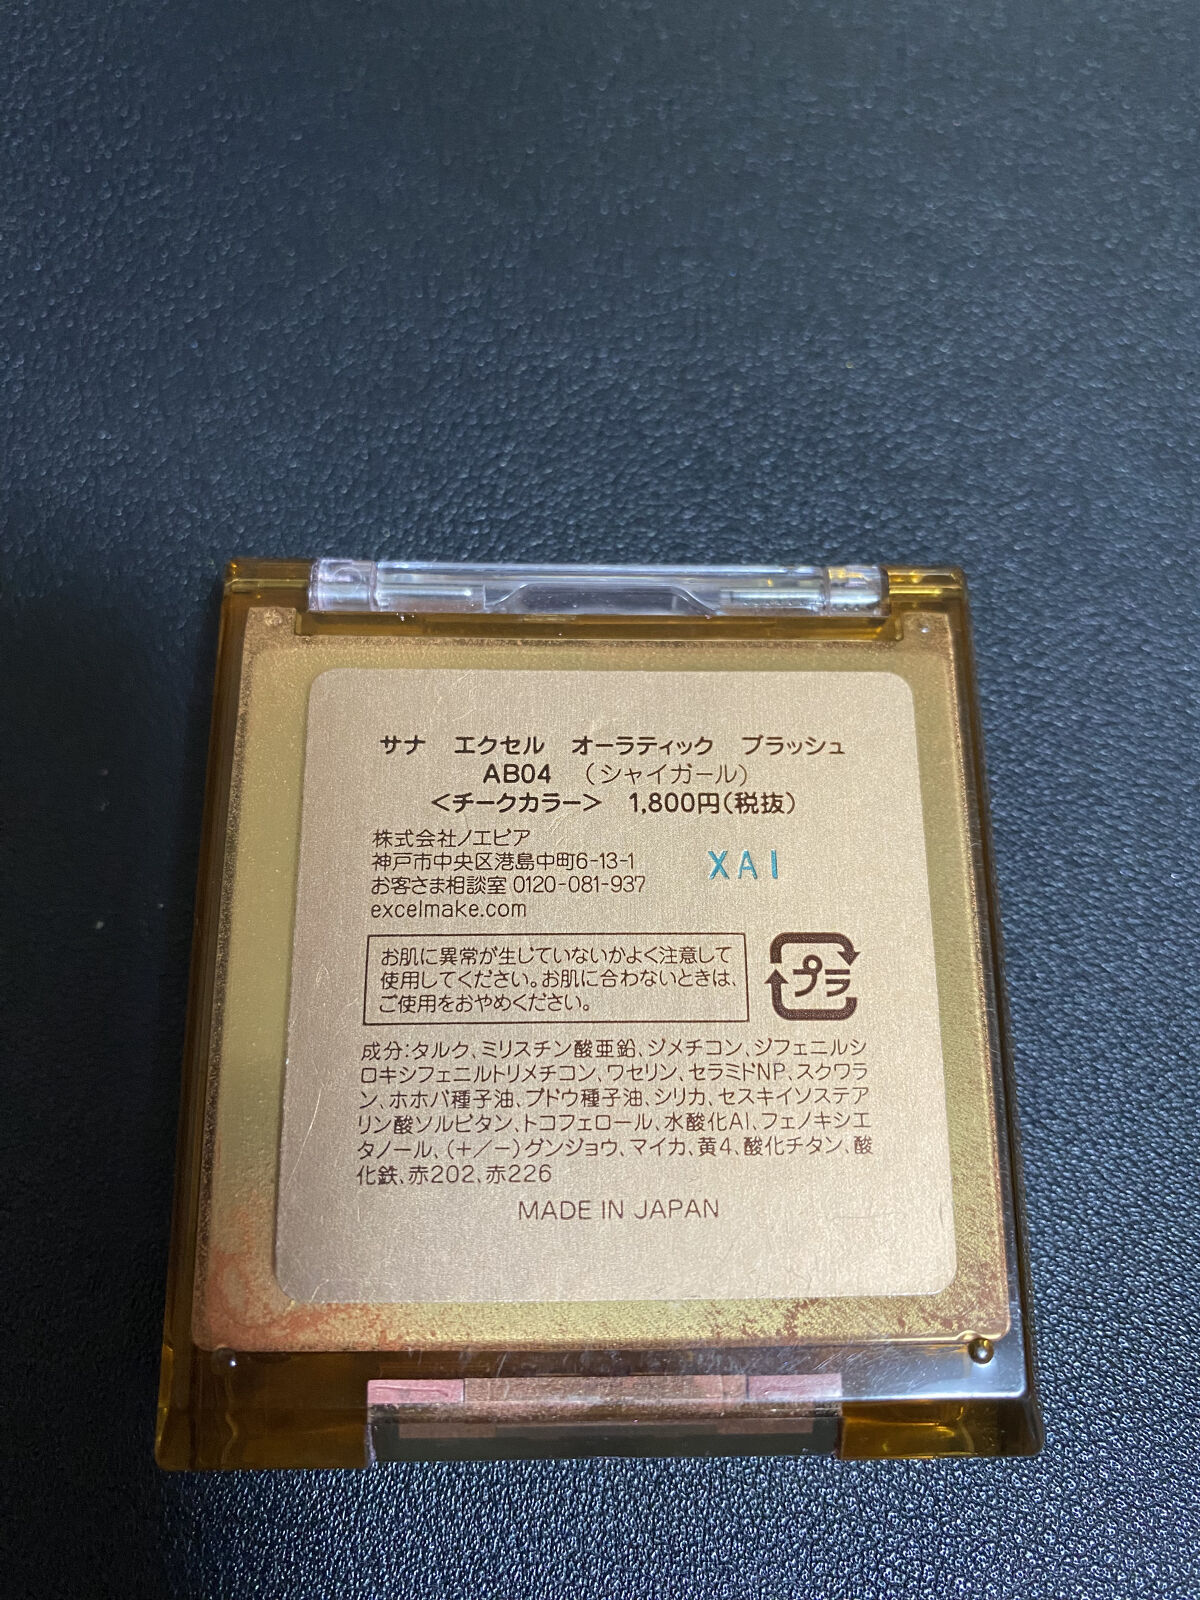 サナ エクセル オーラティック ブラッシュ
AB04 (シャイガール)
<チークカラー> 1,800円(税抜)
株式会社ノエビア
神戸市中央区港島中町6-13-1
お客さま相談室 0120-081-937
excelmake.com
XAI
お肌に異常が生じていないかよく注意して
使用してください。お肌に合わないときは、
ご使用をおやめください。
プラ
成分:タルク、ミリスチン酸亜鉛、ジメチコン、ジフェニルシ
ロキシフェニルトリメチコン、ワセリン、セラミドNP、スクワラ
ン、ホホバ種子油、ブドウ種子油、シリカ、セスキイソステア
リン酸ソルビタン、トコフェロール、水酸化Al、フェノキシエ
タノール、(+/−)グンジョウ、マイカ、黄4、酸化チタン、酸
化鉄、赤202、赤226
MADE IN JAPAN